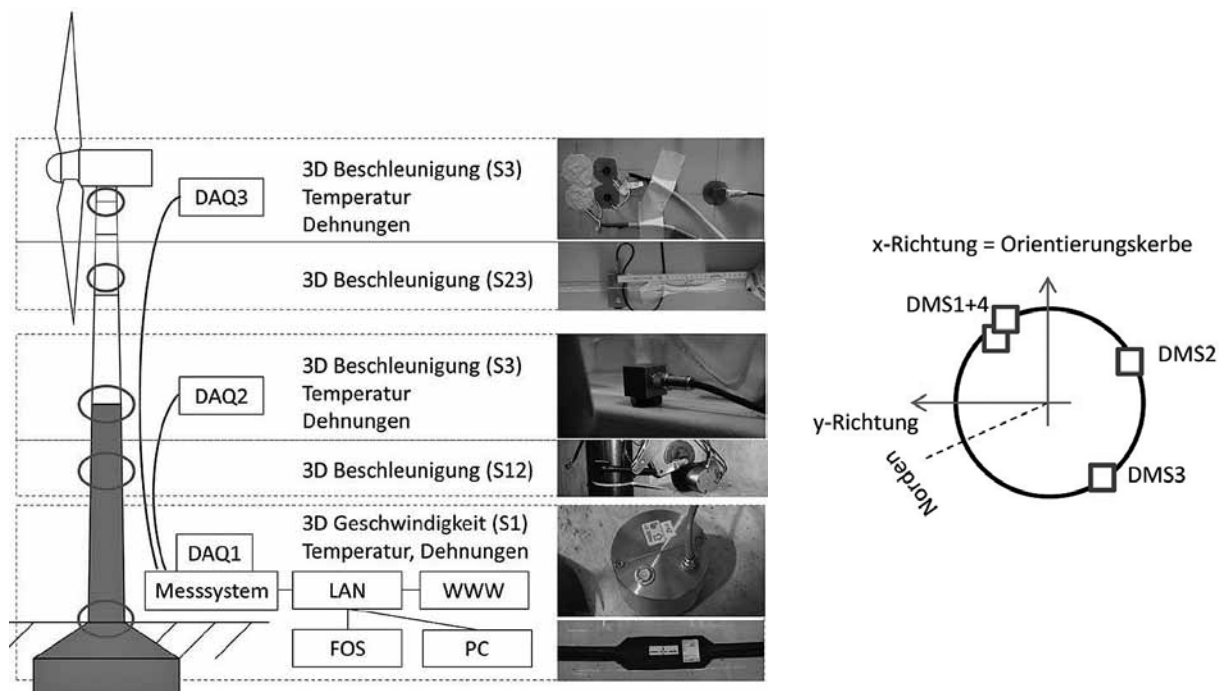 DAQ3
3D Beschleunigung (S3)
Temperatur
Dehnungen
3D Beschleunigung (S23)
DAQ2
3D Beschleunigung (S3)
Temperatur
Dehnungen
3D Beschleunigung (S12)
DAQ1
3D Geschwindigkeit (S1)
Temperatur, Dehnungen
Messsystem
LAN
WWW
FOS
PC
x-Richtung = Orientierungskerbe
DMS1+4
DMS2
y-Richtung
Norden
DMS3